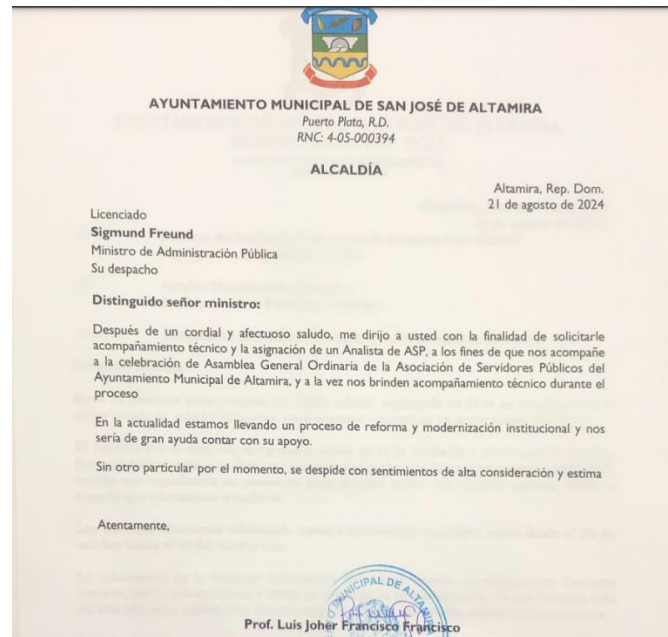 AYUNTAMIENTO MUNICIPAL DE SAN JOSÉ DE ALTAMIRA
Puerto Plata, R.D.
RNC: 4-05-000394
ALCALDÍA
Altamira, Rep. Dom.
21 de agosto de 2024
Licenciado
Sigmund Freund
Ministro de Administración Pública
Su despacho
Distinguido señor ministro:
Después de un cordial y afectuoso saludo, me dirijo a usted con la finalidad de solicitarle
acompañamiento técnico y la asignación de un Analista de ASP, a los fines de que nos acompañe
a la celebración de Asamblea General Ordinaria de la Asociación de Servidores Públicos del
Ayuntamiento Municipal de Altamira, y a la vez nos brinden acompañamiento técnico durante el
proceso
En la actualidad estamos llevando un proceso de reforma y modernización institucional y nos
sería de gran ayuda contar con su apoyo.
Sin otro particular por el momento, se despide con sentimientos de alta consideración y estima
Atentamente,
MUNICIPAL DE
Prof. Luis Joher Francisco Francisco